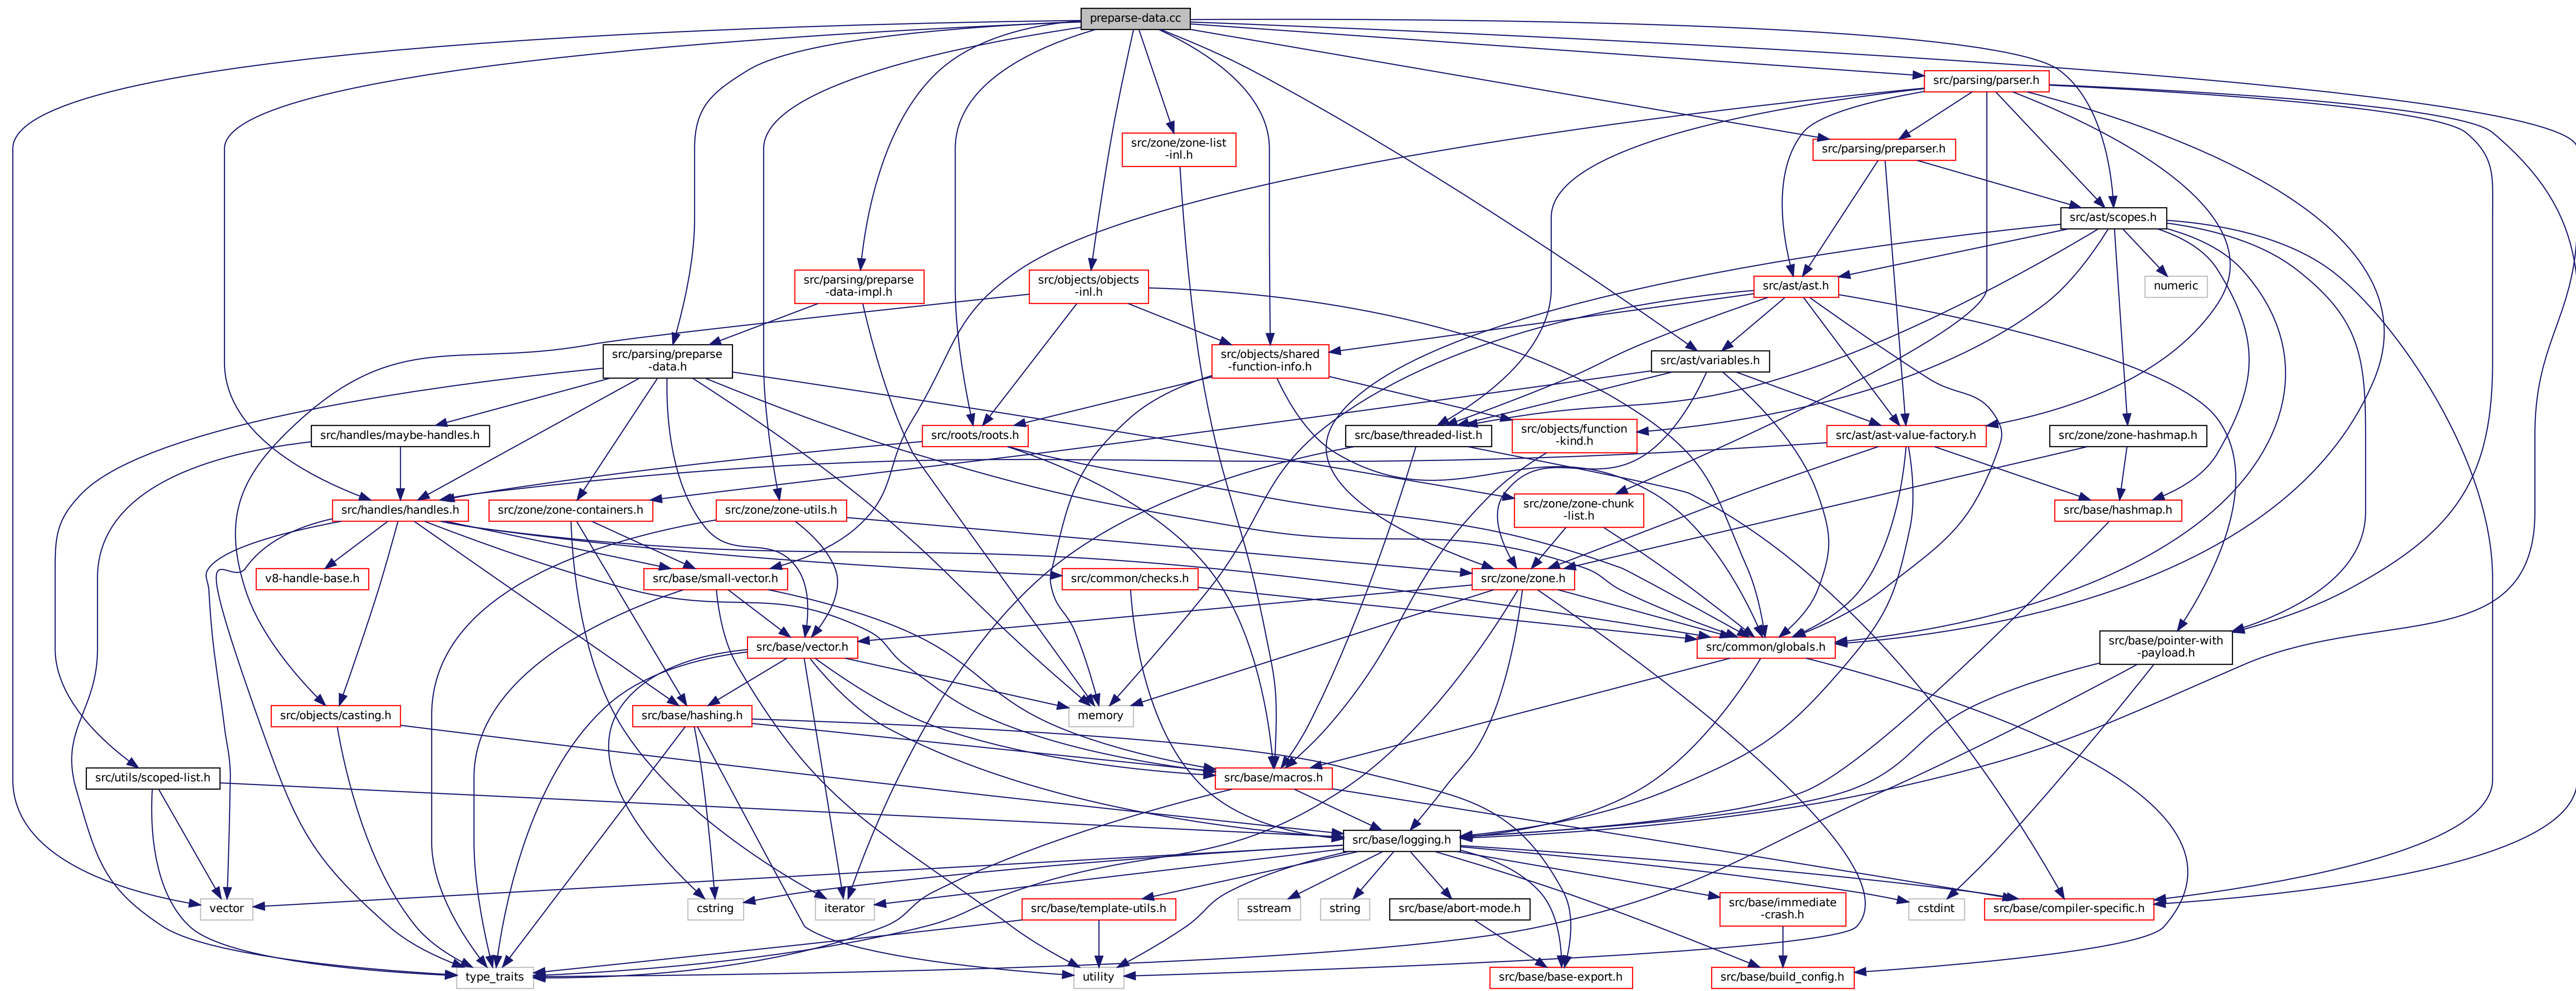 preparse-data.cc
src/parsing/parser.h
src/zone/zone-list
-inl.h
src/parsing/preparser.h
src/ast/scopes.h
src/parsing/preparse
-data-impl.h
src/objects/objects
-inl.h
src/ast/ast.h
numeric
src/parsing/preparse
-data.h
src/objects/shared
-function-info.h
src/ast/variables.h
src/handles/maybe-handles.h
src/roots/roots.h
src/base/threaded-list.h
src/objects/function
-kind.h
src/ast/ast-value-factory.h
src/zone/zone-hashmap.h
src/handles/handles.h
src/zone/zone-containers.h
src/zone/zone-utils.h
src/zone/zone-chunk
-list.h
src/base/hashmap.h
v8-handle-base.h
src/base/small-vector.h
src/common/checks.h
src/zone/zone.h
src/base/vector.h
src/common/globals.h
src/base/pointer-with
-payload.h
src/objects/casting.h
src/base/hashing.h
memory
src/utils/scoped-list.h
src/base/macros.h
src/base/logging.h
vector
cstring
iterator
src/base/template-utils.h
sstream
string
src/base/abort-mode.h
src/base/immediate
-crash.h
cstdint
src/base/compiler-specific.h
type_traits
utility
src/base/base-export.h
src/base/build_config.h